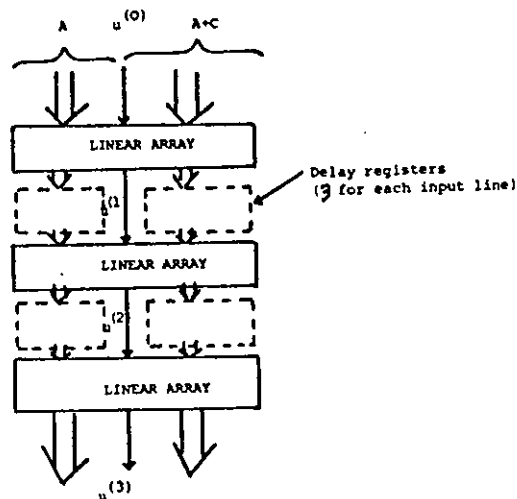 A u(0) A+C
LINEAR ARRAY
Delay registers
(3 for each input line)
u(1
LINEAR ARRAY
u(2)
LINEAR ARRAY
u(3)